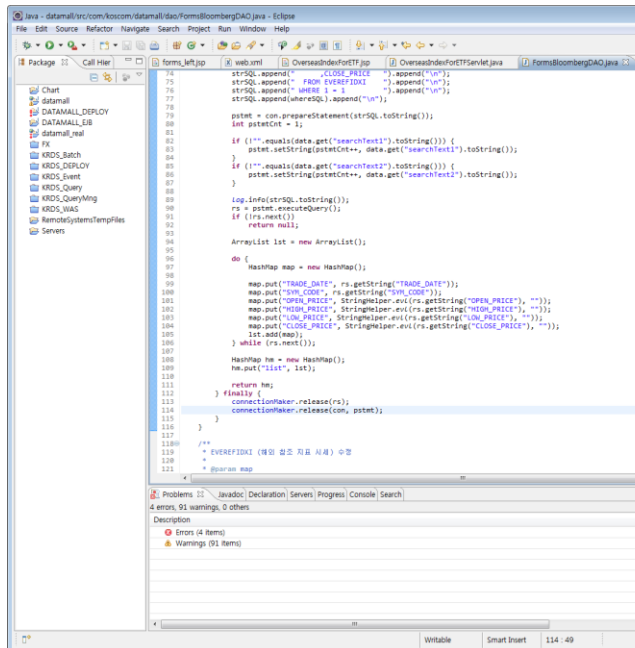 Java - datamall/src/com/koscom/datamall/dao/FormsBloombergDAO.java - Eclipse
File Edit Source Refactor Navigate Search Project Run Window Help
Package Call Hier
forms_left.jsp web.xml OverseasIndexForETF.jsp OverseasIndexForETFServlet.java FormsBloombergDAO.java
Chart
datamall
DATAMALL_DEPLOY
DATAMALL_EJB
datamall_real
FX
KRDS_Batch
KRDS_DEPLOY
KRDS_Event
KRDS_Query
KRDS_QueryMng
KRDS_WAS
RemoteSystemsTempFiles
Servers
74 strSQL.append(" ,CLOSE_PRICE ").append("\n");
75 strSQL.append(" FROM EVEREFIDXI ").append("\n");
76 strSQL.append(" WHERE 1 = 1 ").append("\n");
77 strSQL.append(whereSQL).append("\n");
78
79 pstmt = con.prepareStatement(strSQL.toString());
80 int pstmtCnt = 1;
81
82 if (!"".equals(data.get("searchText1").toString())) {
83 pstmt.setString(pstmtCnt++, data.get("searchText1").toString());
84 }
85 if (!"".equals(data.get("searchText2").toString())) {
86 pstmt.setString(pstmtCnt++, data.get("searchText2").toString());
87 }
88
89 Log.info(strSQL.toString());
90 rs = pstmt.executeQuery();
91 if (!rs.next())
92 return null;
93
94 ArrayList lst = new ArrayList();
95
96 do {
97 HashMap map = new HashMap();
98
99 map.put("TRADE_DATE", rs.getString("TRADE_DATE"));
100 map.put("SYM_CODE", rs.getString("SYM_CODE"));
101 map.put("OPEN_PRICE", StringHelper.evl(rs.getString("OPEN_PRICE"), ""));
102 map.put("HIGH_PRICE", StringHelper.evl(rs.getString("HIGH_PRICE"), ""));
103 map.put("LOW_PRICE", StringHelper.evl(rs.getString("LOW_PRICE"), ""));
104 map.put("CLOSE_PRICE", StringHelper.evl(rs.getString("CLOSE_PRICE"), ""));
105 lst.add(map);
106 } while (rs.next());
107
108 HashMap hm = new HashMap();
109 hm.put("list", lst);
110
111 return hm;
112 } finally {
113 connectionMaker.release(rs);
114 connectionMaker.release(con, pstmt);
115 }
116 }
117
118 /**
119 * EVEREFIDXI (해외 참조 지표 시세) 수정
120 *
121 * @param map
Problems Javadoc Declaration Servers Progress Console Search
4 errors, 91 warnings, 0 others
Description
Errors (4 items)
Warnings (91 items)
Writable Smart Insert 114 : 49